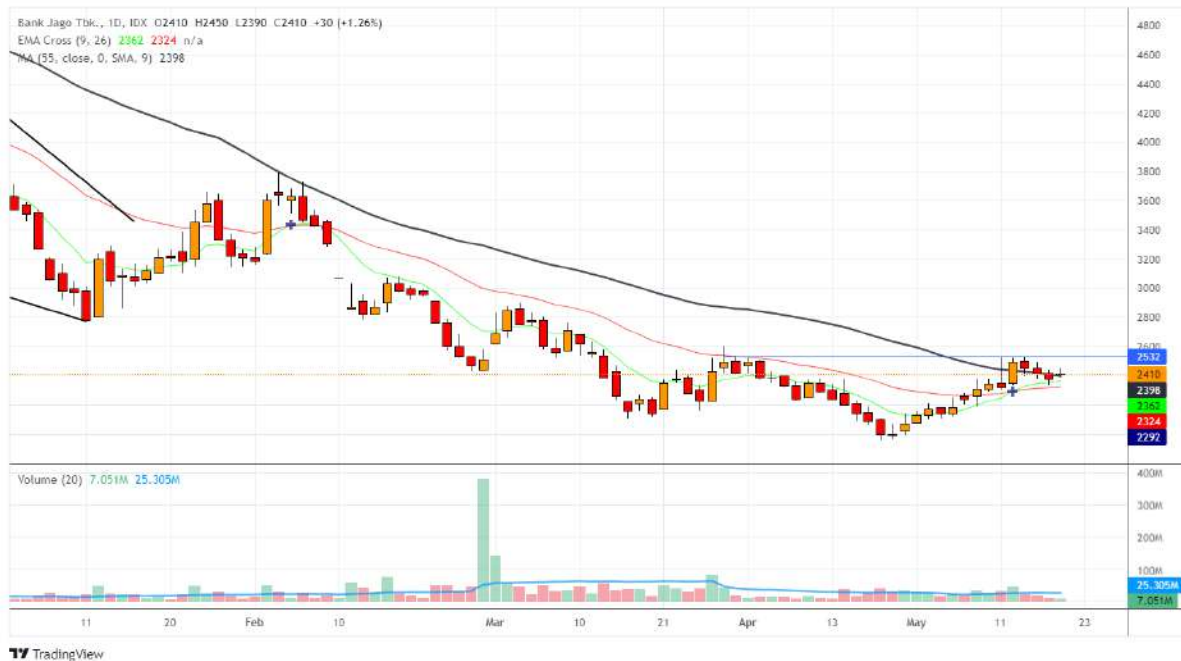 Bank Jago Tbk., 1D, IDX O2410 H2450 L2390 C2410 +30 (+1.26%)
EMA Cross (9, 26) 2362 2324 n/a
MA (55, close, 0, SMA, 9) 2398
4800
4600
4400
4200
4000
3800
3600
3400
3200
3000
2800
2600
2532
2410
2398
2362
2324
2292
Volume (20) 7.051M 25.305M
400M
300M
200M
100M
25.305M
7.051M
11 20 Feb 10 Mar 10 21 Apr 13 May 11 23
TradingView